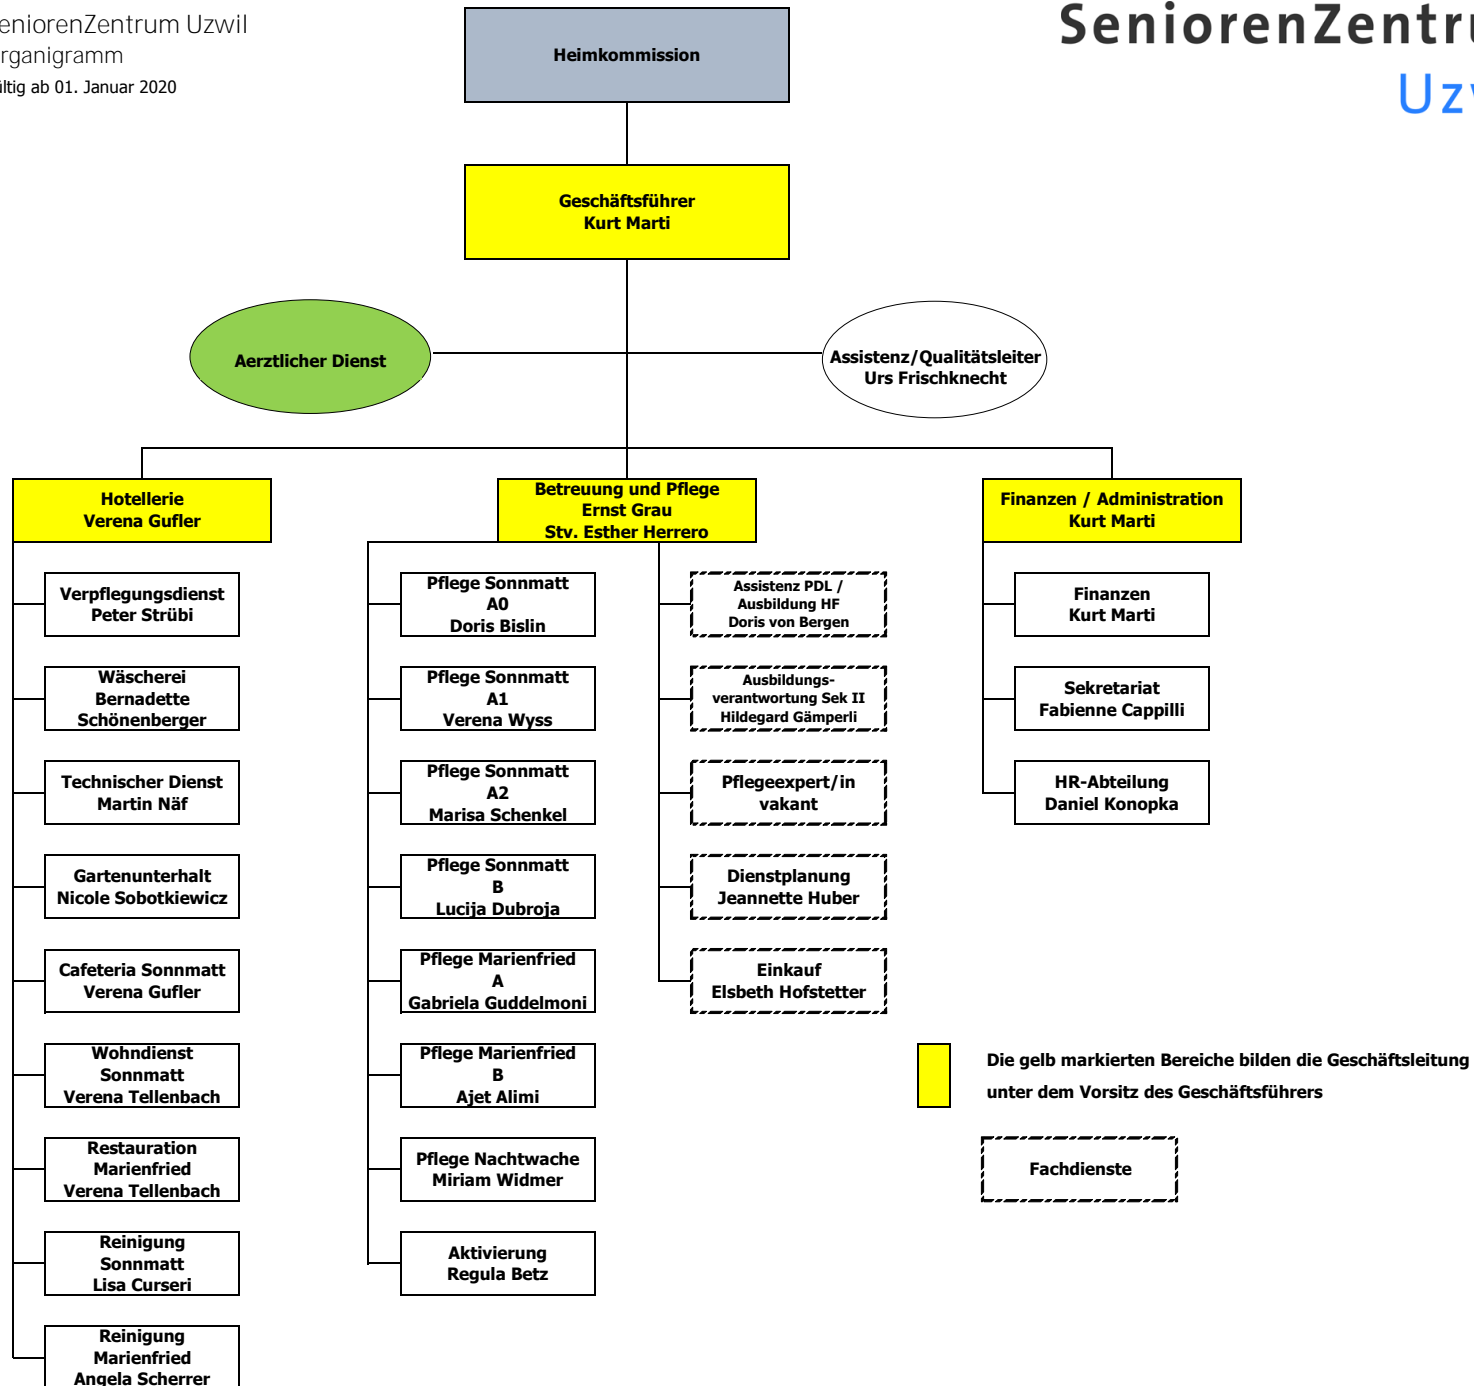 eniorenZentrum Uzwil
rganigramm
ültig ab 01. Januar 2020
SeniorenZentru
Uzw
Heimkommission
Geschäftsführer
Kurt Marti
Aerztlicher Dienst
Assistenz/Qualitätsleiter
Urs Frischknecht
Hotellerie
Verena Gufler
Betreuung und Pflege
Ernst Grau
Stv. Esther Herrero
Finanzen / Administration
Kurt Marti
Verpflegungsdienst
Peter Strübi
Wäscherei
Bernadette
Schönenberger
Technischer Dienst
Martin Näf
Gartenunterhalt
Nicole Sobotkiewicz
Cafeteria Sonnmatt
Verena Gufler
Wohndienst
Sonnmatt
Verena Tellenbach
Restauration
Marienfried
Verena Tellenbach
Reinigung
Sonnmatt
Lisa Curseri
Reinigung
Marienfried
Angela Scherrer
Pflege Sonnmatt
A0
Doris Bislin
Pflege Sonnmatt
A1
Verena Wyss
Pflege Sonnmatt
A2
Marisa Schenkel
Pflege Sonnmatt
B
Lucija Dubroja
Pflege Marienfried
A
Gabriela Guddelmoni
Pflege Marienfried
B
Ajet Alimi
Pflege Nachtwache
Miriam Widmer
Aktivierung
Regula Betz
Assistenz PDL /
Ausbildung HF
Doris von Bergen
Ausbildungs-
verantwortung Sek II
Hildegard Gämperli
Pflegeexpert/in
vakant
Dienstplanung
Jeannette Huber
Einkauf
Elsbeth Hofstetter
Finanzen
Kurt Marti
Sekretariat
Fabienne Cappilli
HR-Abteilung
Daniel Konopka
Die gelb markierten Bereiche bilden die Geschäftsleitung
unter dem Vorsitz des Geschäftsführers
Fachdienste